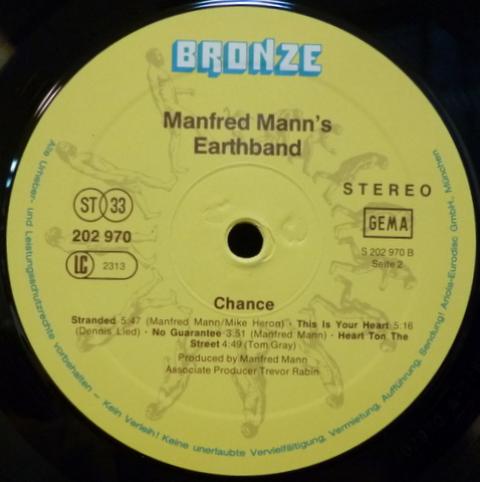 BRONZE
Manfred Mann's
Earthband
STEREO
ST 33
GEMA
202 970
S 202 970 B
LC 2313
Seite 2
Chance
Stranded 5:47 (Manfred Mann/Mike Heron) · This Is Your Heart 5:16
(Dennis Lied) · No Guarantee 3:51 (Manfred Mann) · Heart Ton The
Street 4:49 (Tom Gray)
Produced by Manfred Mann
Associate Producer Trevor Rabin
Alle Urheber- und Leistungsschutzrechte vorbehalten – Kein Verleih! Keine unerlaubte Vervielfältigung, Vermietung, Aufführung, Sendung! Ariola-Eurodisc GmbH., München